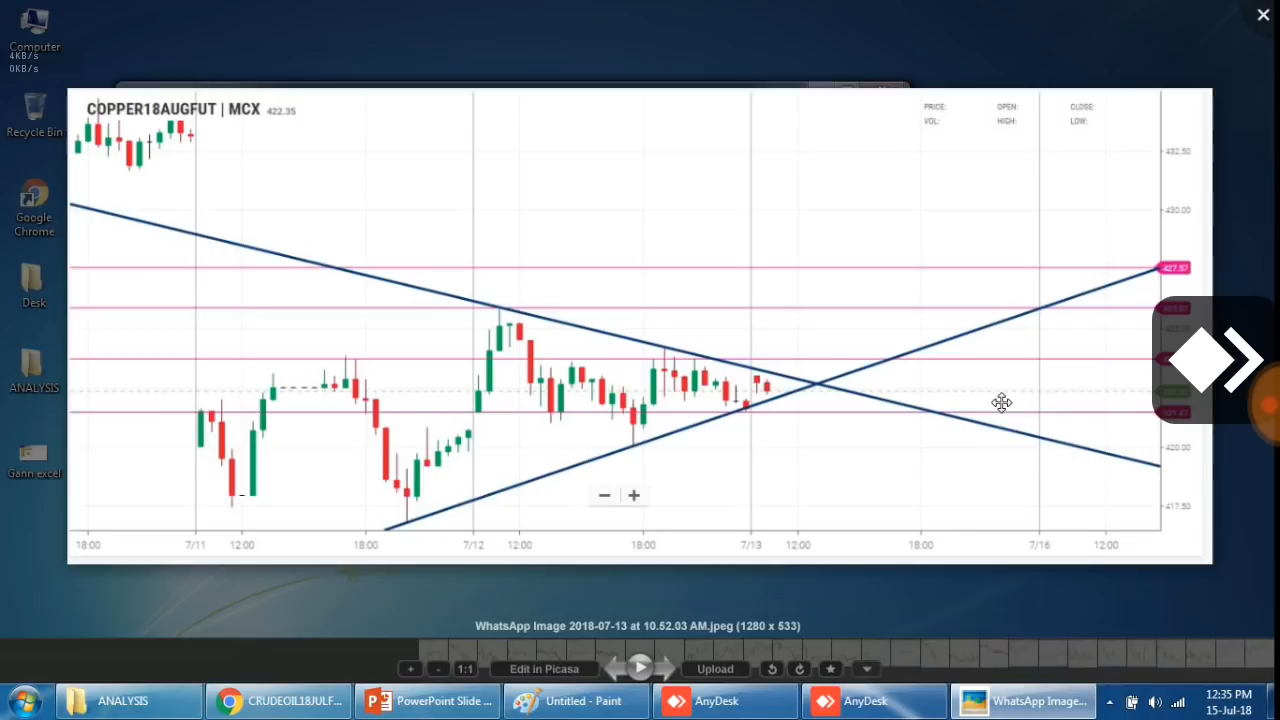 Computer
4KB/s
0KB/s
Recycle Bin
Google
Chrome
Desk
ANALYSIS
Gann excel
COPPER18AUGFUT | MCX 422.35
PRICE: OPEN: CLOSE:
VOL: HIGH: LOW:
432.50
430.00
427.57
420.00
417.50
18:00 7/11 12:00 18:00 7/12 12:00 18:00 7/13 12:00 18:00 7/16 12:00
WhatsApp Image 2018-07-13 at 10.52.03 AM.jpeg (1280 x 533)
+ - 1:1 Edit in Picasa Upload
ANALYSIS CRUDEOIL18JULF... PowerPoint Slide ... Untitled - Paint AnyDesk AnyDesk WhatsApp Image...
12:35 PM
15-Jul-18